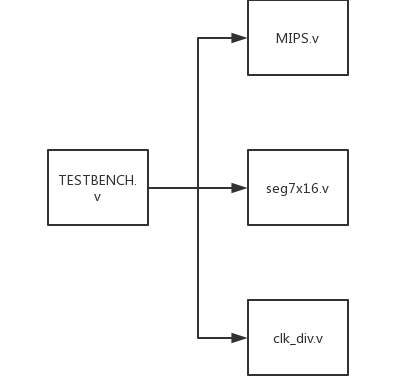 MIPS.v
TESTBENCH.
v
seg7x16.v
clk_div.v